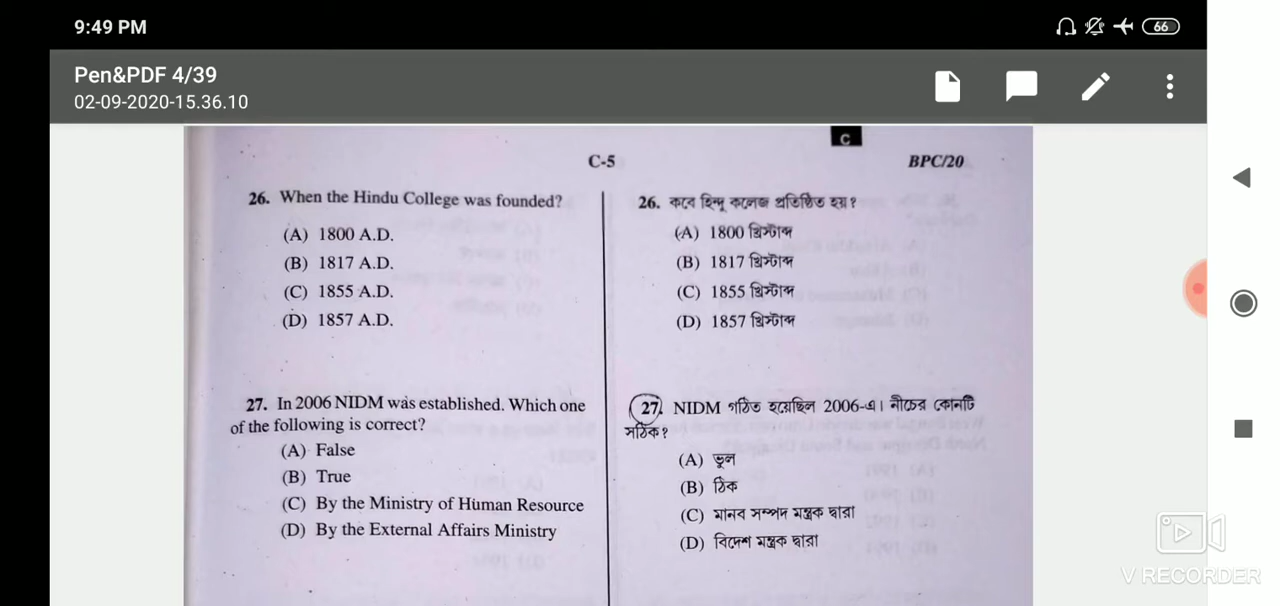 9:49 PM
66
Pen&PDF 4/39
02-09-2020-15.36.10
C
C-5
BPC/20
26. When the Hindu College was founded?
(A) 1800 A.D.
(B) 1817 A.D.
(C) 1855 A.D.
(D) 1857 A.D.
27. In 2006 NIDM was established. Which one
of the following is correct?
(A) False
(B) True
(C) By the Ministry of Human Resource
(D) By the External Affairs Ministry
26. কবে হিন্দু কলেজ প্রতিষ্ঠিত হয়?
(A) 1800 খ্রিস্টাব্দ
(B) 1817 খ্রিস্টাব্দ
(C) 1855 খ্রিস্টাব্দ
(D) 1857 খ্রিস্টাব্দ
27. NIDM গঠিত হয়েছিল 2006-এ। নীচের কোনটি
সঠিক?
(A) ভুল
(B) ঠিক
(C) মানব সম্পদ মন্ত্রক দ্বারা
(D) বিদেশ মন্ত্রক দ্বারা
V RECORDER